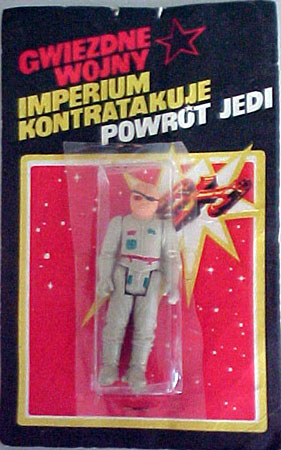 GWIEZDNE
WOJNY
IMPERIUM
KONTRATAKUJE
POWRÓT JEDI